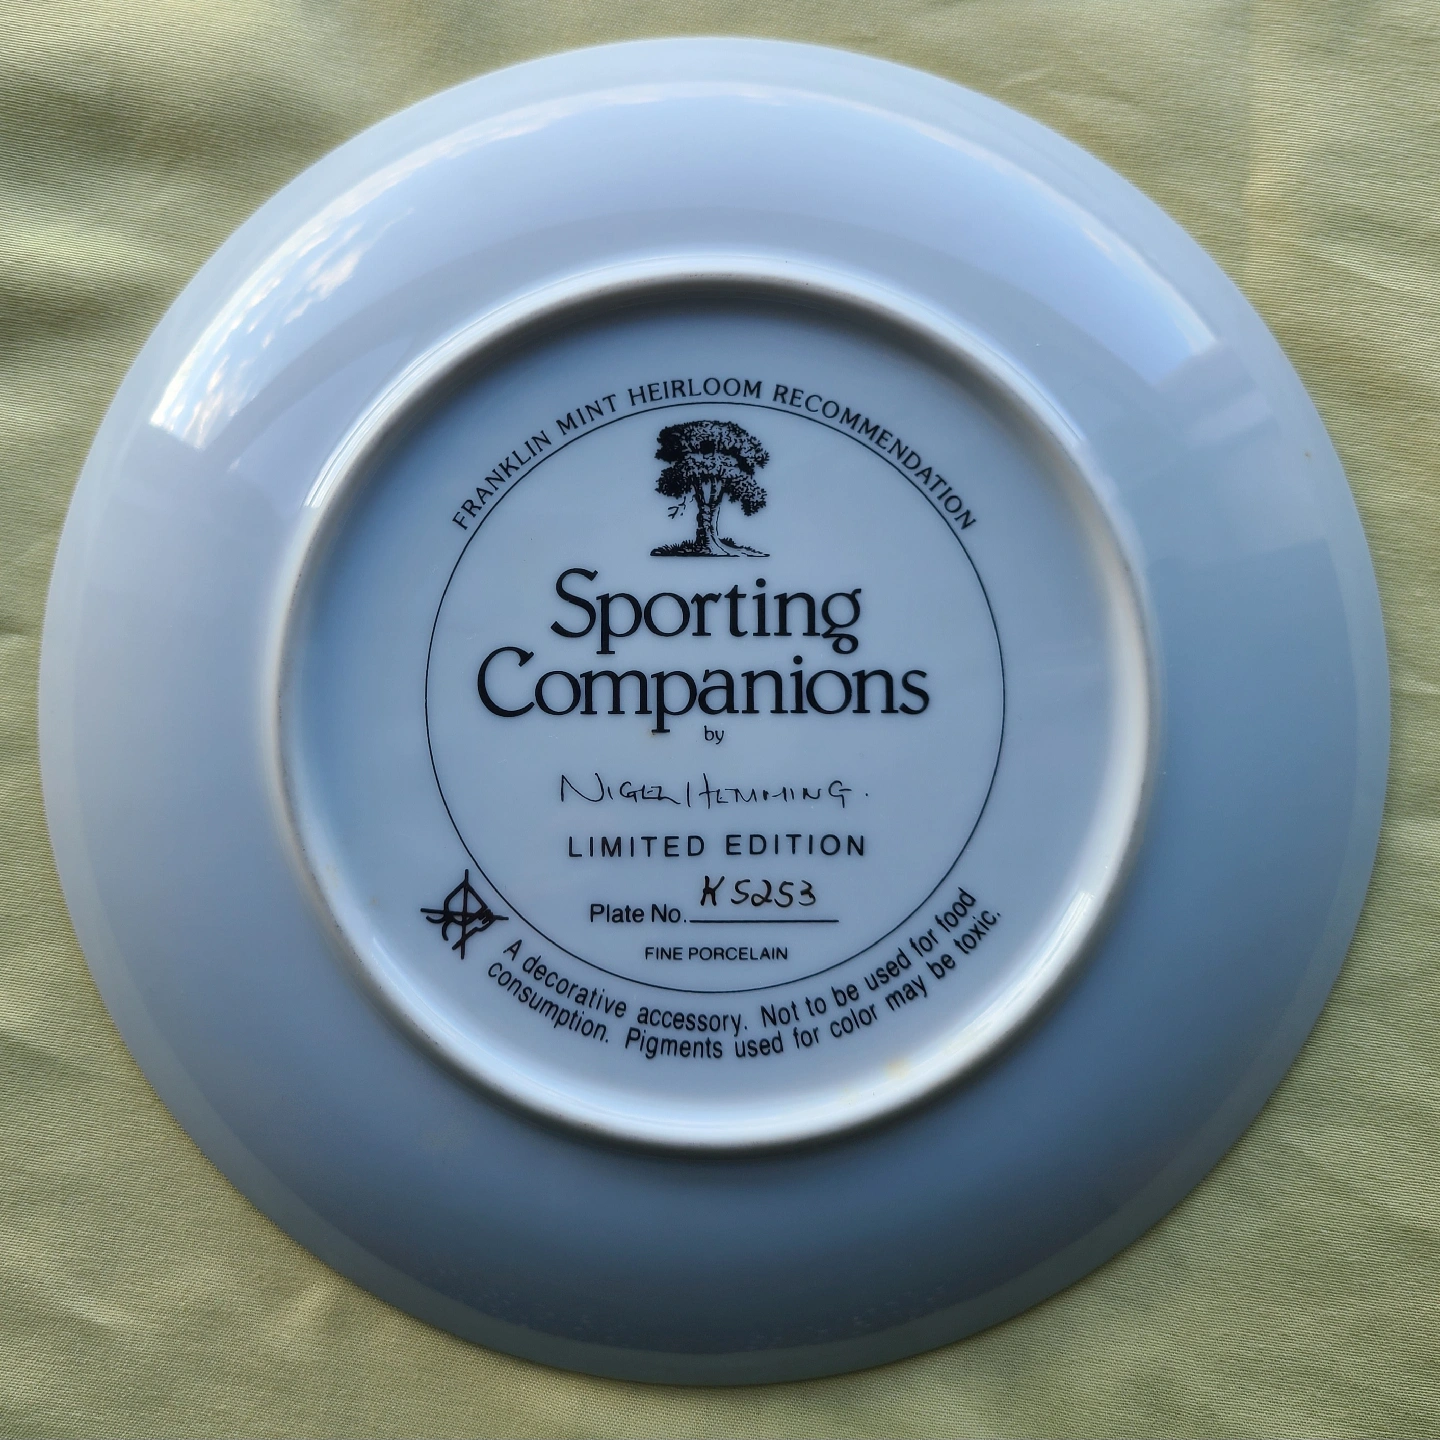 FRANKLIN MINT HEIRLOOM RECOMMENDATION
Sporting
Companions
by
NIGEL HEMMING.
LIMITED EDITION
Plate No. K5253
FINE PORCELAIN
A decorative accessory. Not to be used for food
consumption. Pigments used for color may be toxic.